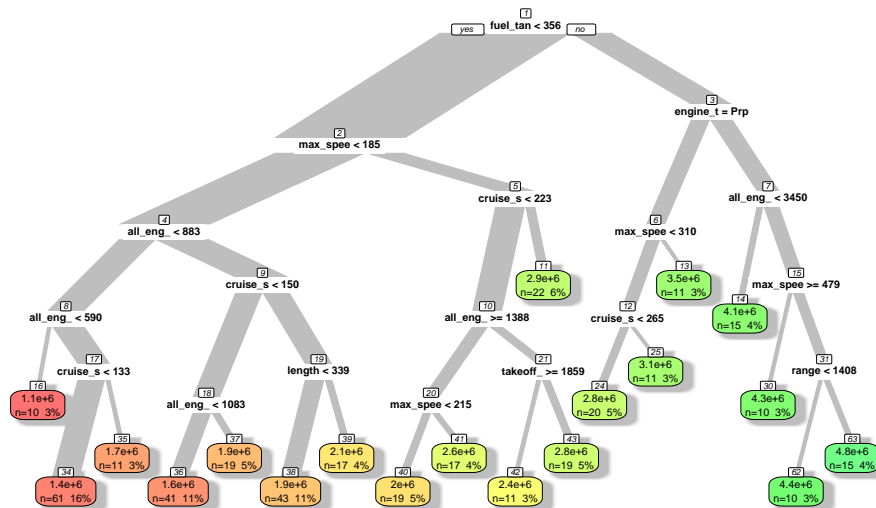 1
fuel_tan < 356
yes
no
3
engine_t = Prp
2
max_spee < 185
5
cruise_s < 223
7
all_eng_ < 3450
4
all_eng_ < 883
6
max_spee < 310
9
cruise_s < 150
11
2.9e+6
n=22 6%
13
3.5e+6
n=11 3%
15
max_spee >= 479
8
all_eng_ < 590
10
all_eng_ >= 1388
12
cruise_s < 265
14
4.1e+6
n=15 4%
17
cruise_s < 133
19
length < 339
21
takeoff_ >= 1859
25
3.1e+6
n=11 3%
31
range < 1408
16
1.1e+6
n=10 3%
18
all_eng_ < 1083
20
max_spee < 215
24
2.8e+6
n=20 5%
30
4.3e+6
n=10 3%
35
1.7e+6
n=11 3%
37
1.9e+6
n=19 5%
39
2.1e+6
n=17 4%
41
2.6e+6
n=17 4%
43
2.8e+6
n=19 5%
63
4.8e+6
n=15 4%
34
1.4e+6
n=61 16%
36
1.6e+6
n=41 11%
38
1.9e+6
n=43 11%
40
2e+6
n=19 5%
42
2.4e+6
n=11 3%
62
4.4e+6
n=10 3%